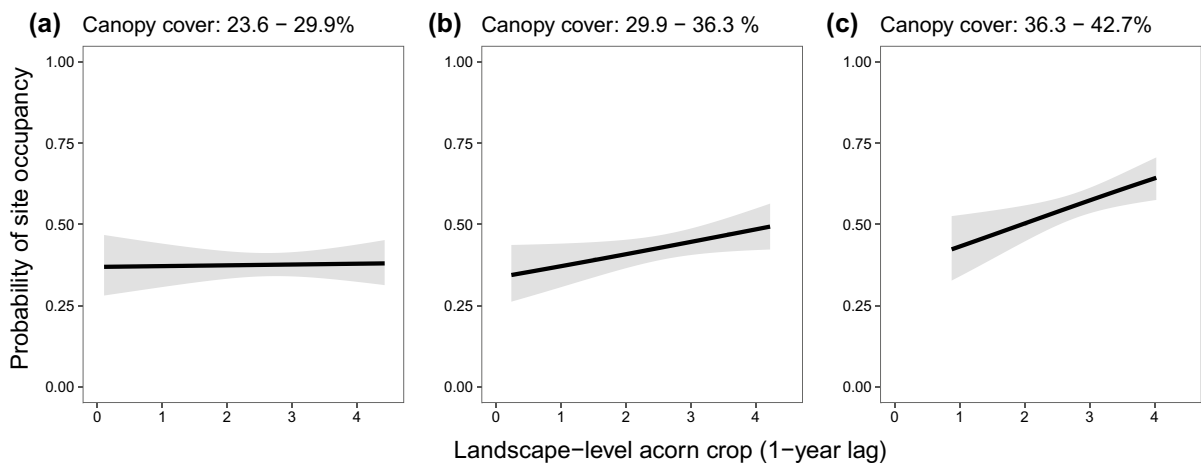 (a) Canopy cover: 23.6 − 29.9%
(b) Canopy cover: 29.9 − 36.3 %
(c) Canopy cover: 36.3 − 42.7%
Probability of site occupancy
1.00
0.75
0.50
0.25
0.00
0 1 2 3 4
1.00
0.75
0.50
0.25
0.00
0 1 2 3 4
1.00
0.75
0.50
0.25
0.00
0 1 2 3 4
Landscape−level acorn crop (1−year lag)